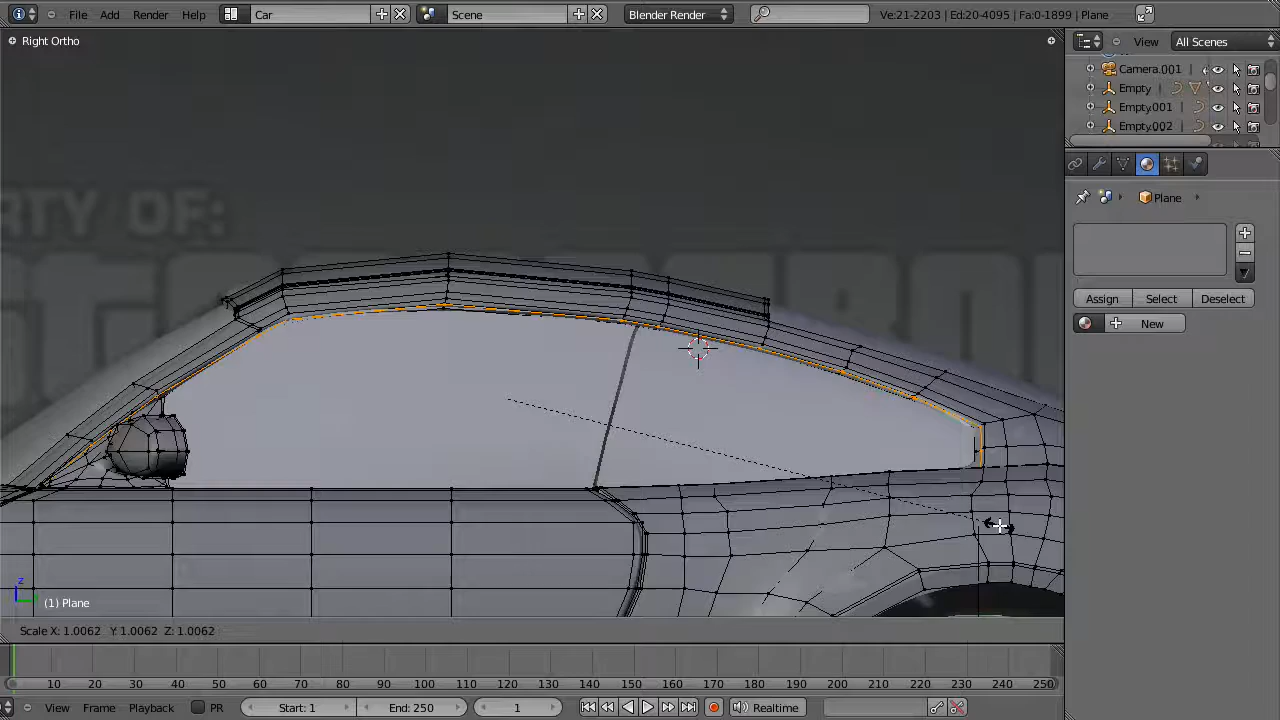 File Add Render Help Car Scene Blender Render Ve:21-2203 | Ed:20-4095 | Fa:0-1899 | Plane
Right Ortho
View All Scenes
Camera.001
Empty
Empty.001
Empty.002
Plane
RTY OF:
Assign Select Deselect
New
z
(1) Plane
Scale X: 1.0062 Y: 1.0062 Z: 1.0062
10 20 30 40 50 60 70 80 90 100 110 120 130 140 150 160 170 180 190 200 210 220 230 240 250
View Frame Playback PR Start: 1 End: 250 1 Realtime